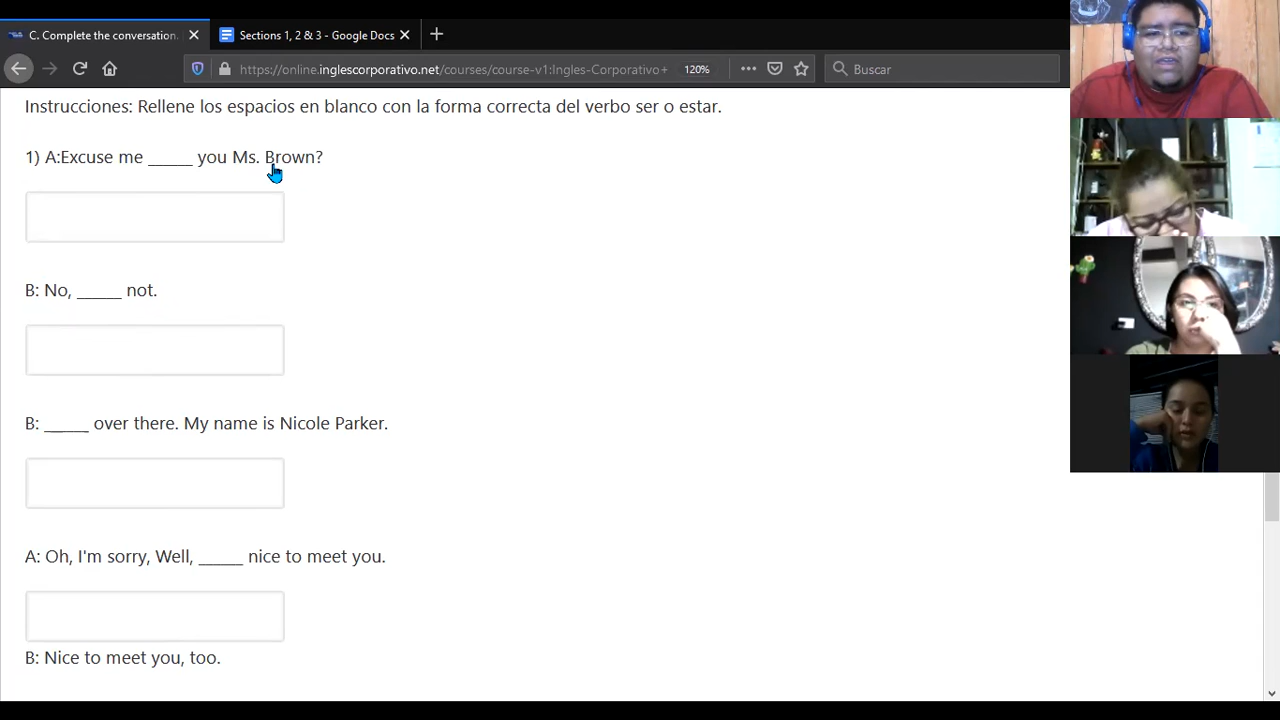 C. Complete the conversation.
Sections 1, 2 & 3 - Google Docs
https://online.inglescorporativo.net/courses/course-v1:Ingles-Corporativo+
120%
Buscar
Instrucciones: Rellene los espacios en blanco con la forma correcta del verbo ser o estar.
1) A:Excuse me _____ you Ms. Brown?
B: No, _____ not.
B: _____ over there. My name is Nicole Parker.
A: Oh, I'm sorry, Well, _____ nice to meet you.
B: Nice to meet you, too.